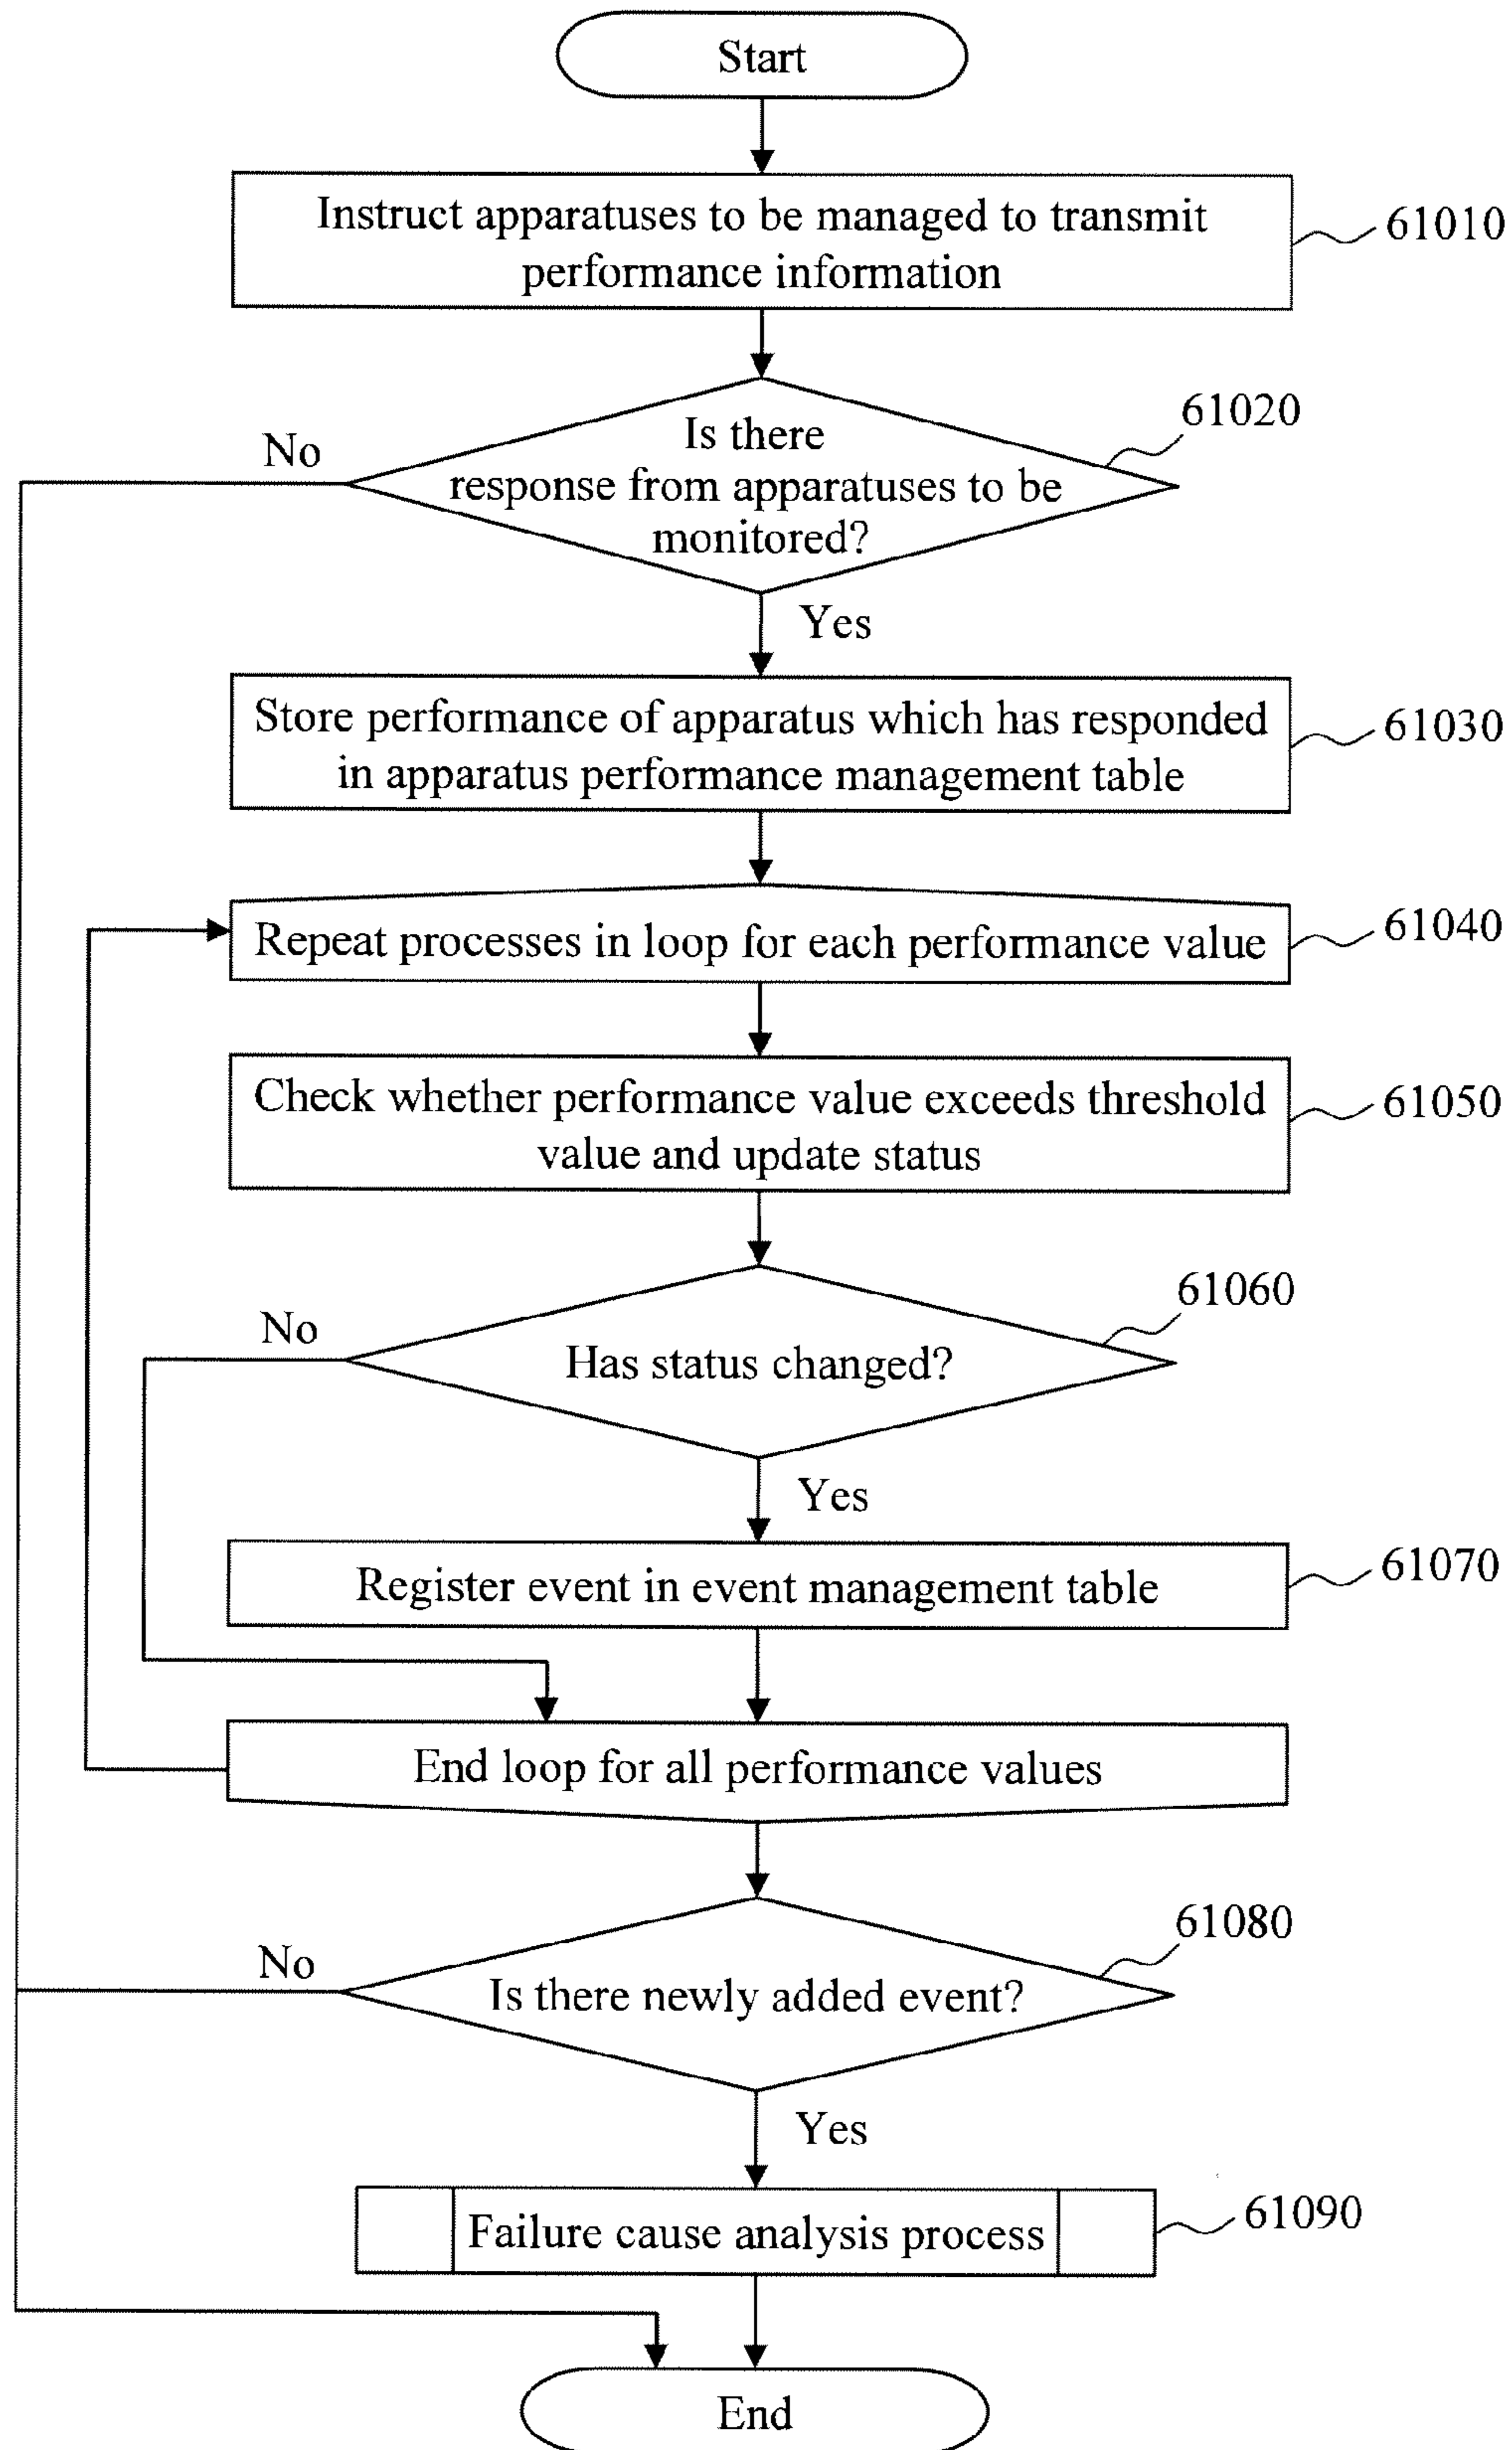 Start
Instruct apparatuses to be managed to transmit
performance information
61010
61020
Is there
response from apparatuses to be
monitored?
No
Yes
Store performance of apparatus which has responded
in apparatus performance management table
61030
Repeat processes in loop for each performance value
61040
Check whether performance value exceeds threshold
value and update status
61050
61060
Has status changed?
No
Yes
Register event in event management table
61070
End loop for all performance values
61080
Is there newly added event?
No
Yes
Failure cause analysis process
61090
End